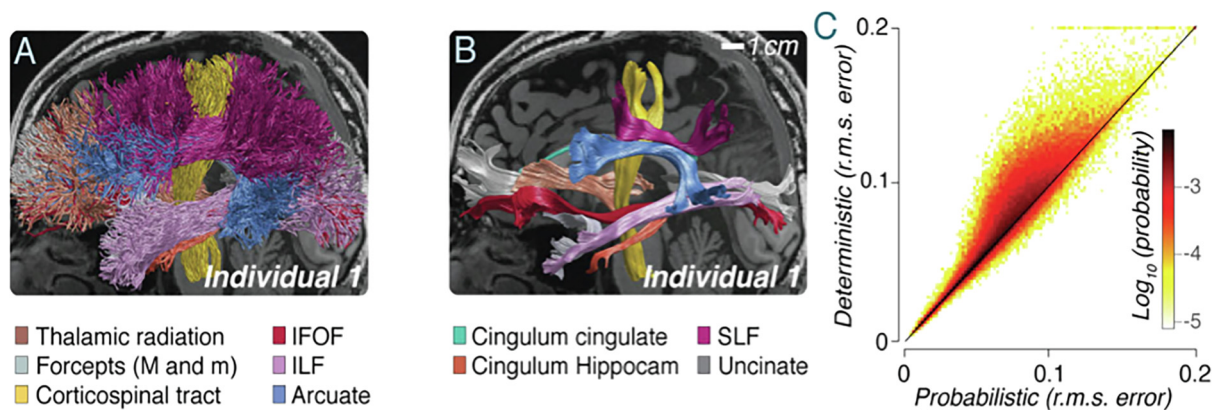 A
Individual 1
Thalamic radiation
Forcepts (M and m)
Corticospinal tract
IFOF
ILF
Arcuate
B
1 cm
Individual 1
Cingulum cingulate
Cingulum Hippocam
SLF
Uncinate
C
Deterministic (r.m.s. error)
0.2
0.1
0
0
0.1
0.2
Probabilistic (r.m.s. error)
Log10 (probability)
-3
-4
-5